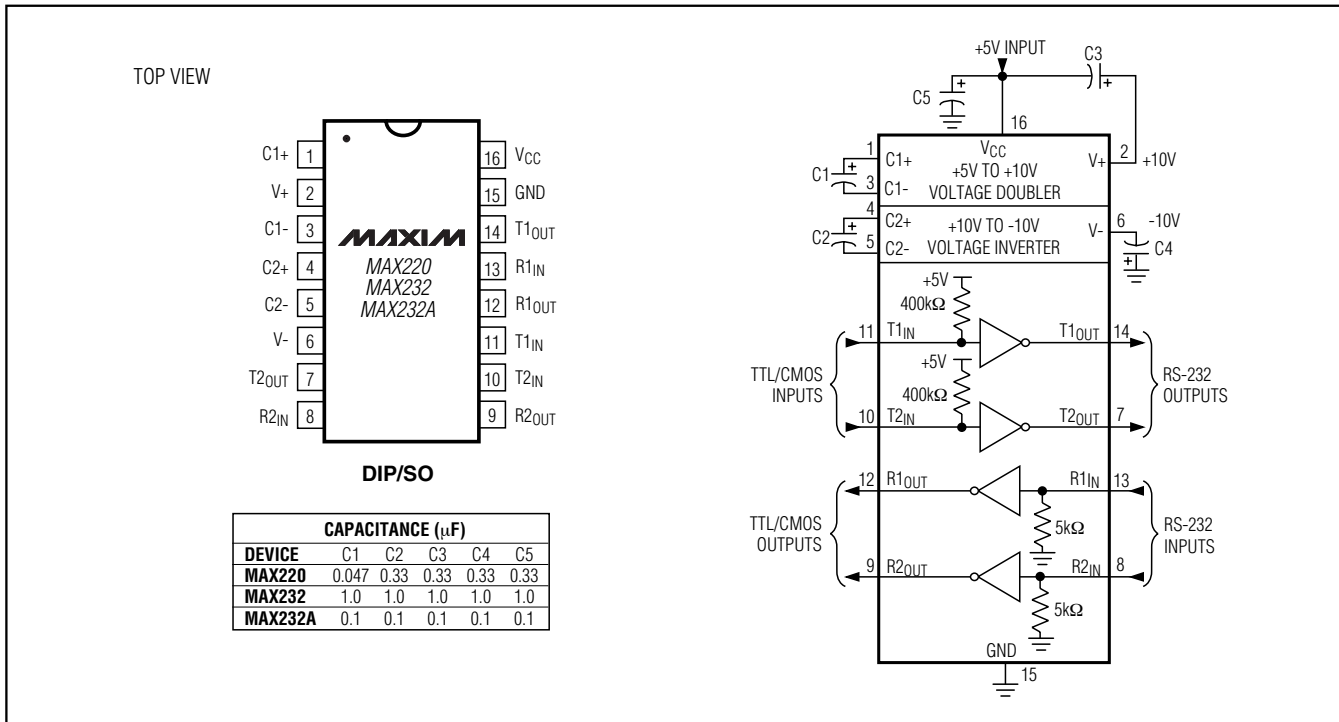 TOP VIEW
C1+ 1
V+ 2
C1- 3
C2+ 4
C2- 5
V- 6
T2OUT 7
R2IN 8
MAXIM
MAX220
MAX232
MAX232A
16 VCC
15 GND
14 T1OUT
13 R1IN
12 R1OUT
11 T1IN
10 T2IN
9 R2OUT
DIP/SO
CAPACITANCE (μF)
DEVICE C1 C2 C3 C4 C5
MAX220 0.047 0.33 0.33 0.33 0.33
MAX232 1.0 1.0 1.0 1.0 1.0
MAX232A 0.1 0.1 0.1 0.1 0.1
+5V INPUT
C3
+
+
C5
16
1
C1+
VCC
V+
2
+10V
C1
+
3
C1-
+5V TO +10V
VOLTAGE DOUBLER
4
C2+
C2
+
5
C2-
+10V TO -10V
VOLTAGE INVERTER
V-
6
-10V
C4
+
+5V
400kΩ
11 T1IN
T1OUT 14
+5V
400kΩ
TTL/CMOS
INPUTS
RS-232
OUTPUTS
10 T2IN
T2OUT 7
12 R1OUT
R1IN 13
5kΩ
TTL/CMOS
OUTPUTS
RS-232
INPUTS
9 R2OUT
R2IN 8
5kΩ
GND
15